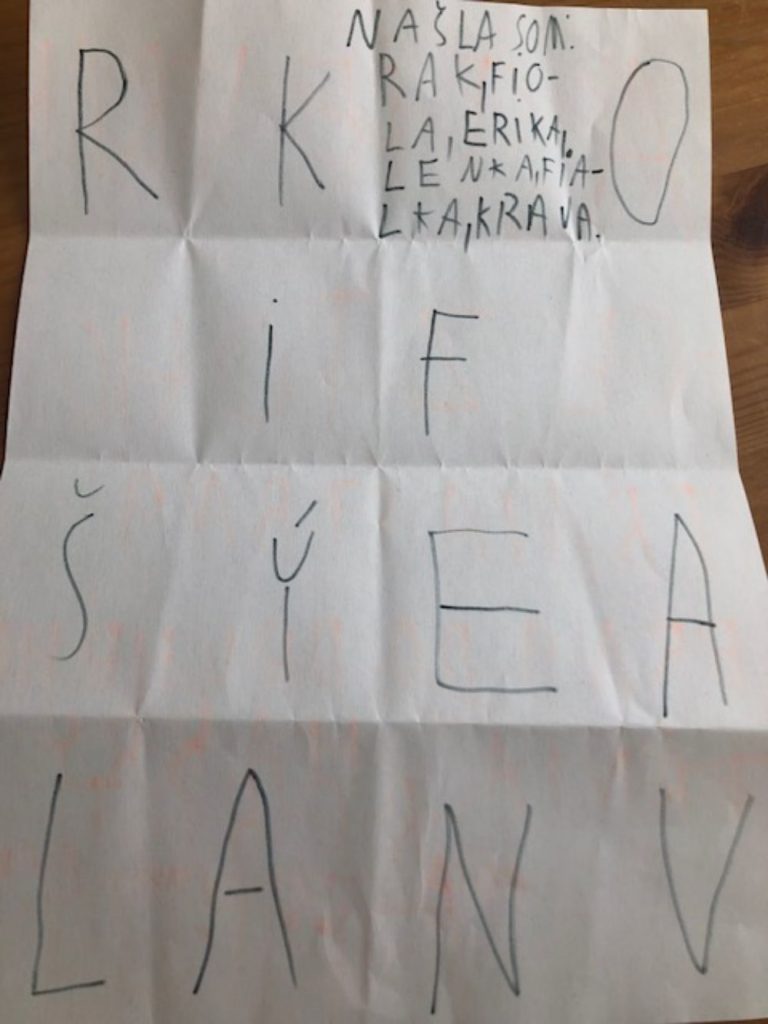 NAŠLA SOM:
RAK,FIO-
LA, ERIKA,
LENKA,FIA-
LKA,KRAVA.
R K O
I F
Š Ý E A
L A N V